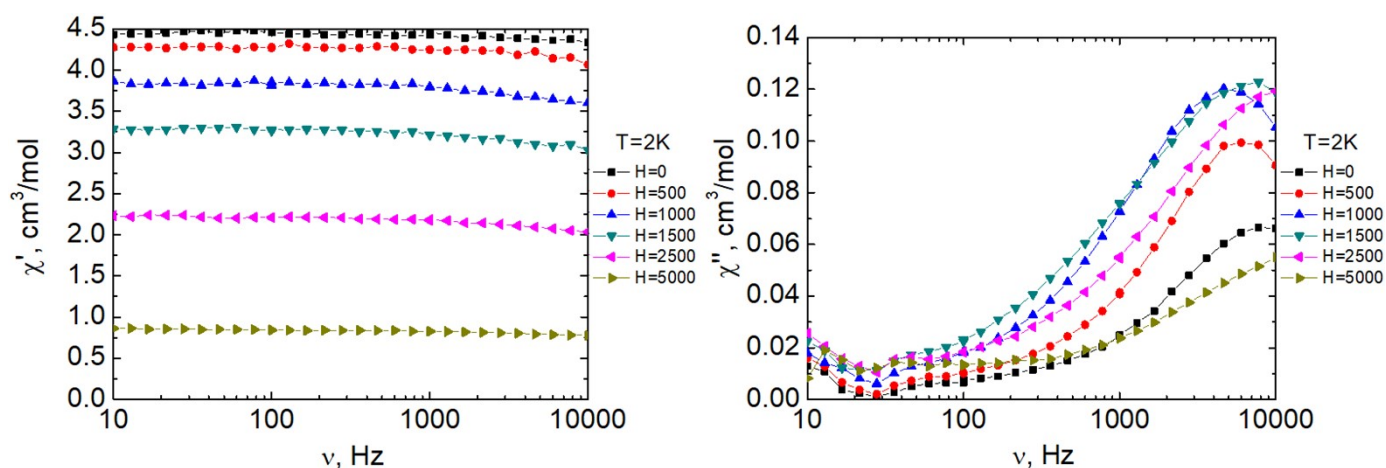 4.5
4.0
3.5
3.0
2.5
2.0
1.5
1.0
0.5
0.0
χ', cm³/mol
10
100
1000
10000
ν, Hz
T=2K
H=0
H=500
H=1000
H=1500
H=2500
H=5000
0.14
0.12
0.10
0.08
0.06
0.04
0.02
0.00
χ'', cm³/mol
10
100
1000
10000
ν, Hz
T=2K
H=0
H=500
H=1000
H=1500
H=2500
H=5000